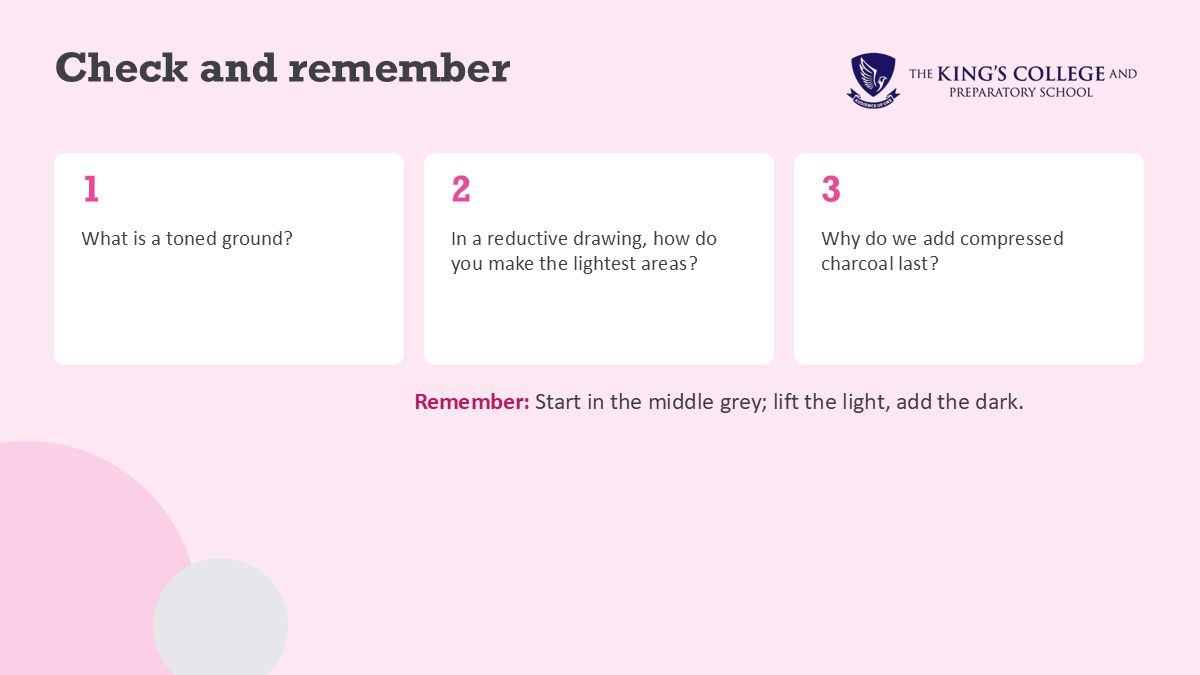 Check and remember
THE KING'S COLLEGE AND
PREPARATORY SCHOOL
1
What is a toned ground?
2
In a reductive drawing, how do
you make the lightest areas?
3
Why do we add compressed
charcoal last?
Remember: Start in the middle grey; lift the light, add the dark.